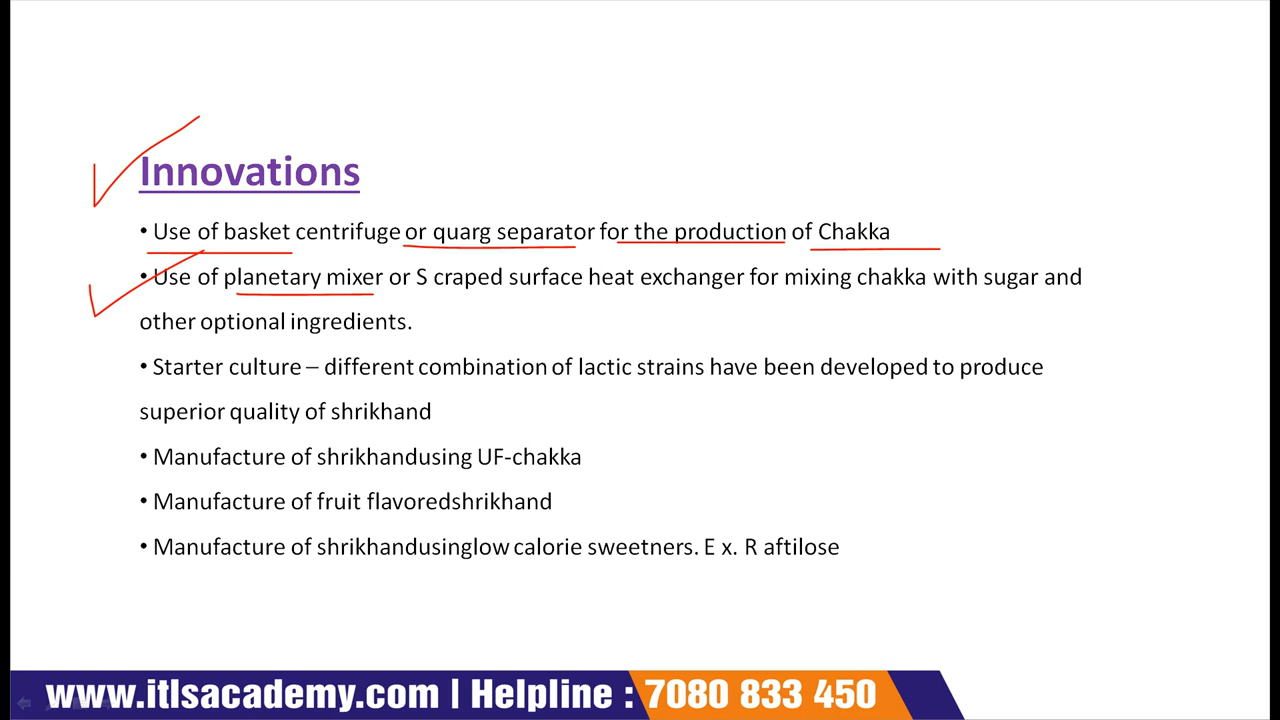 Innovations
• Use of basket centrifuge or quarg separator for the production of Chakka
• Use of planetary mixer or S craped surface heat exchanger for mixing chakka with sugar and
other optional ingredients.
• Starter culture – different combination of lactic strains have been developed to produce
superior quality of shrikhand
• Manufacture of shrikhandusing UF-chakka
• Manufacture of fruit flavoredshrikhand
• Manufacture of shrikhandusinglow calorie sweetners. E x. R aftilose
www.itlsacademy.com | Helpline : 7080 833 450